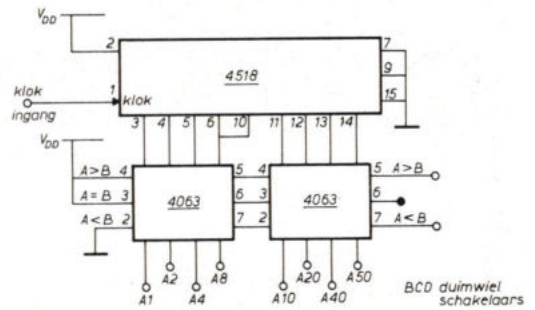 V_DD
2
7
4518
9
klok
1
klok
15
ingang
3 4 5 6 10 11 12 13 14
V_DD
A>B 4
5 4
5 A>B
4063
4063
A=B 3
6 3
6
A<B 2
7 2
7 A<B
A1 A2 A4 A8
A10 A20 A40 A50
BCD duimwiel
schakelaars